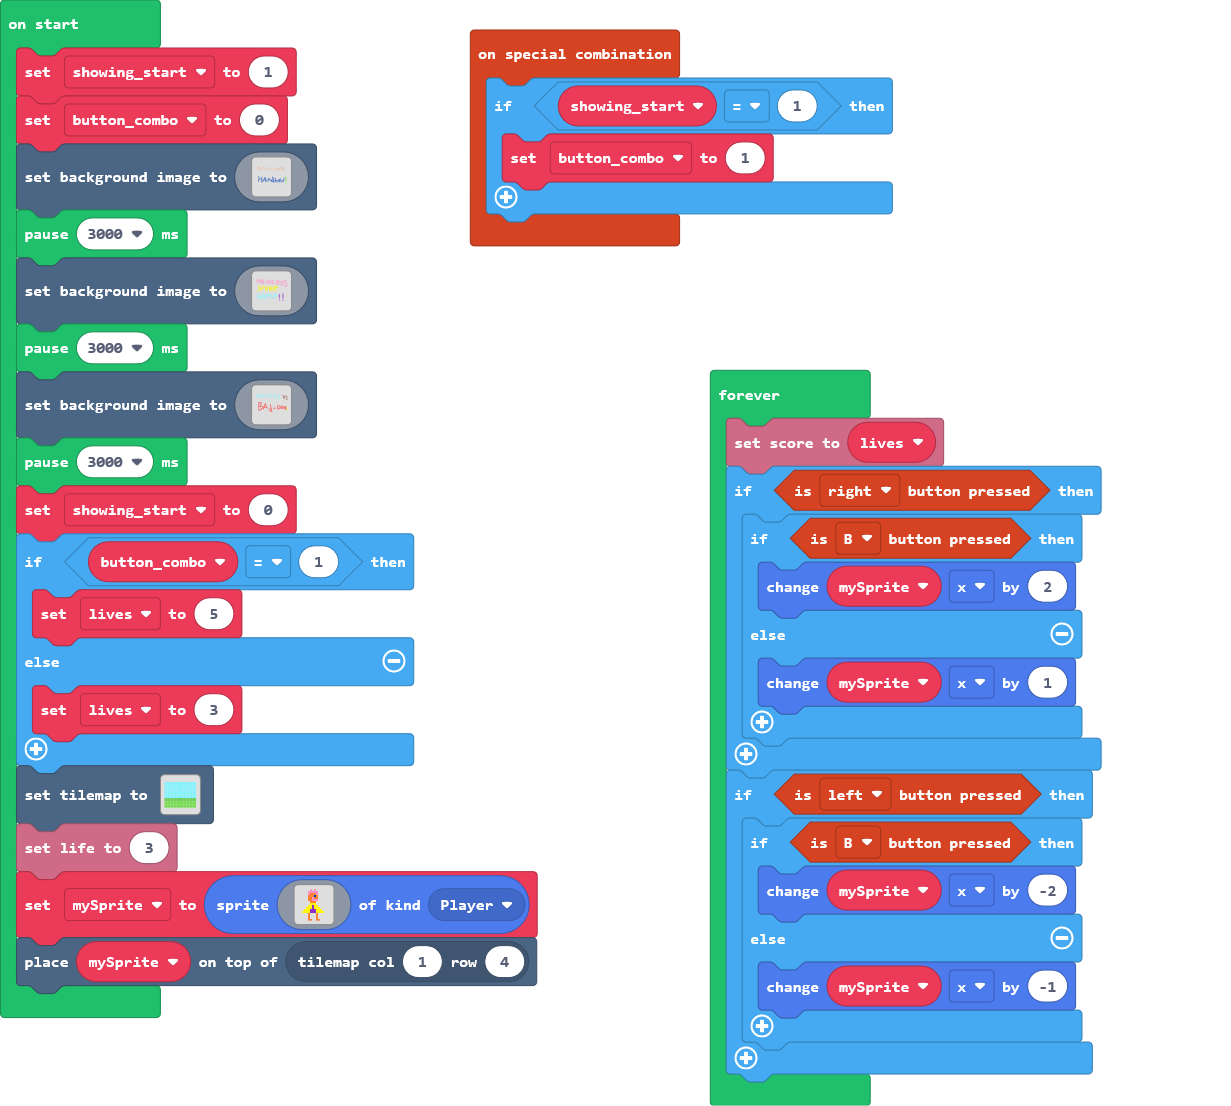 on start
set showing_start to 1
set button_combo to 0
set background image to
pause 3000 ms
set background image to
pause 3000 ms
set background image to
pause 3000 ms
set showing_start to 0
if button_combo = 1 then
set lives to 5
else
set lives to 3
set tilemap to
set life to 3
set mySprite to sprite of kind Player
place mySprite on top of tilemap col 1 row 4
on special combination
if showing_start = 1 then
set button_combo to 1
forever
set score to lives
if is right button pressed then
if is B button pressed then
change mySprite x by 2
else
change mySprite x by 1
if is left button pressed then
if is B button pressed then
change mySprite x by -2
else
change mySprite x by -1